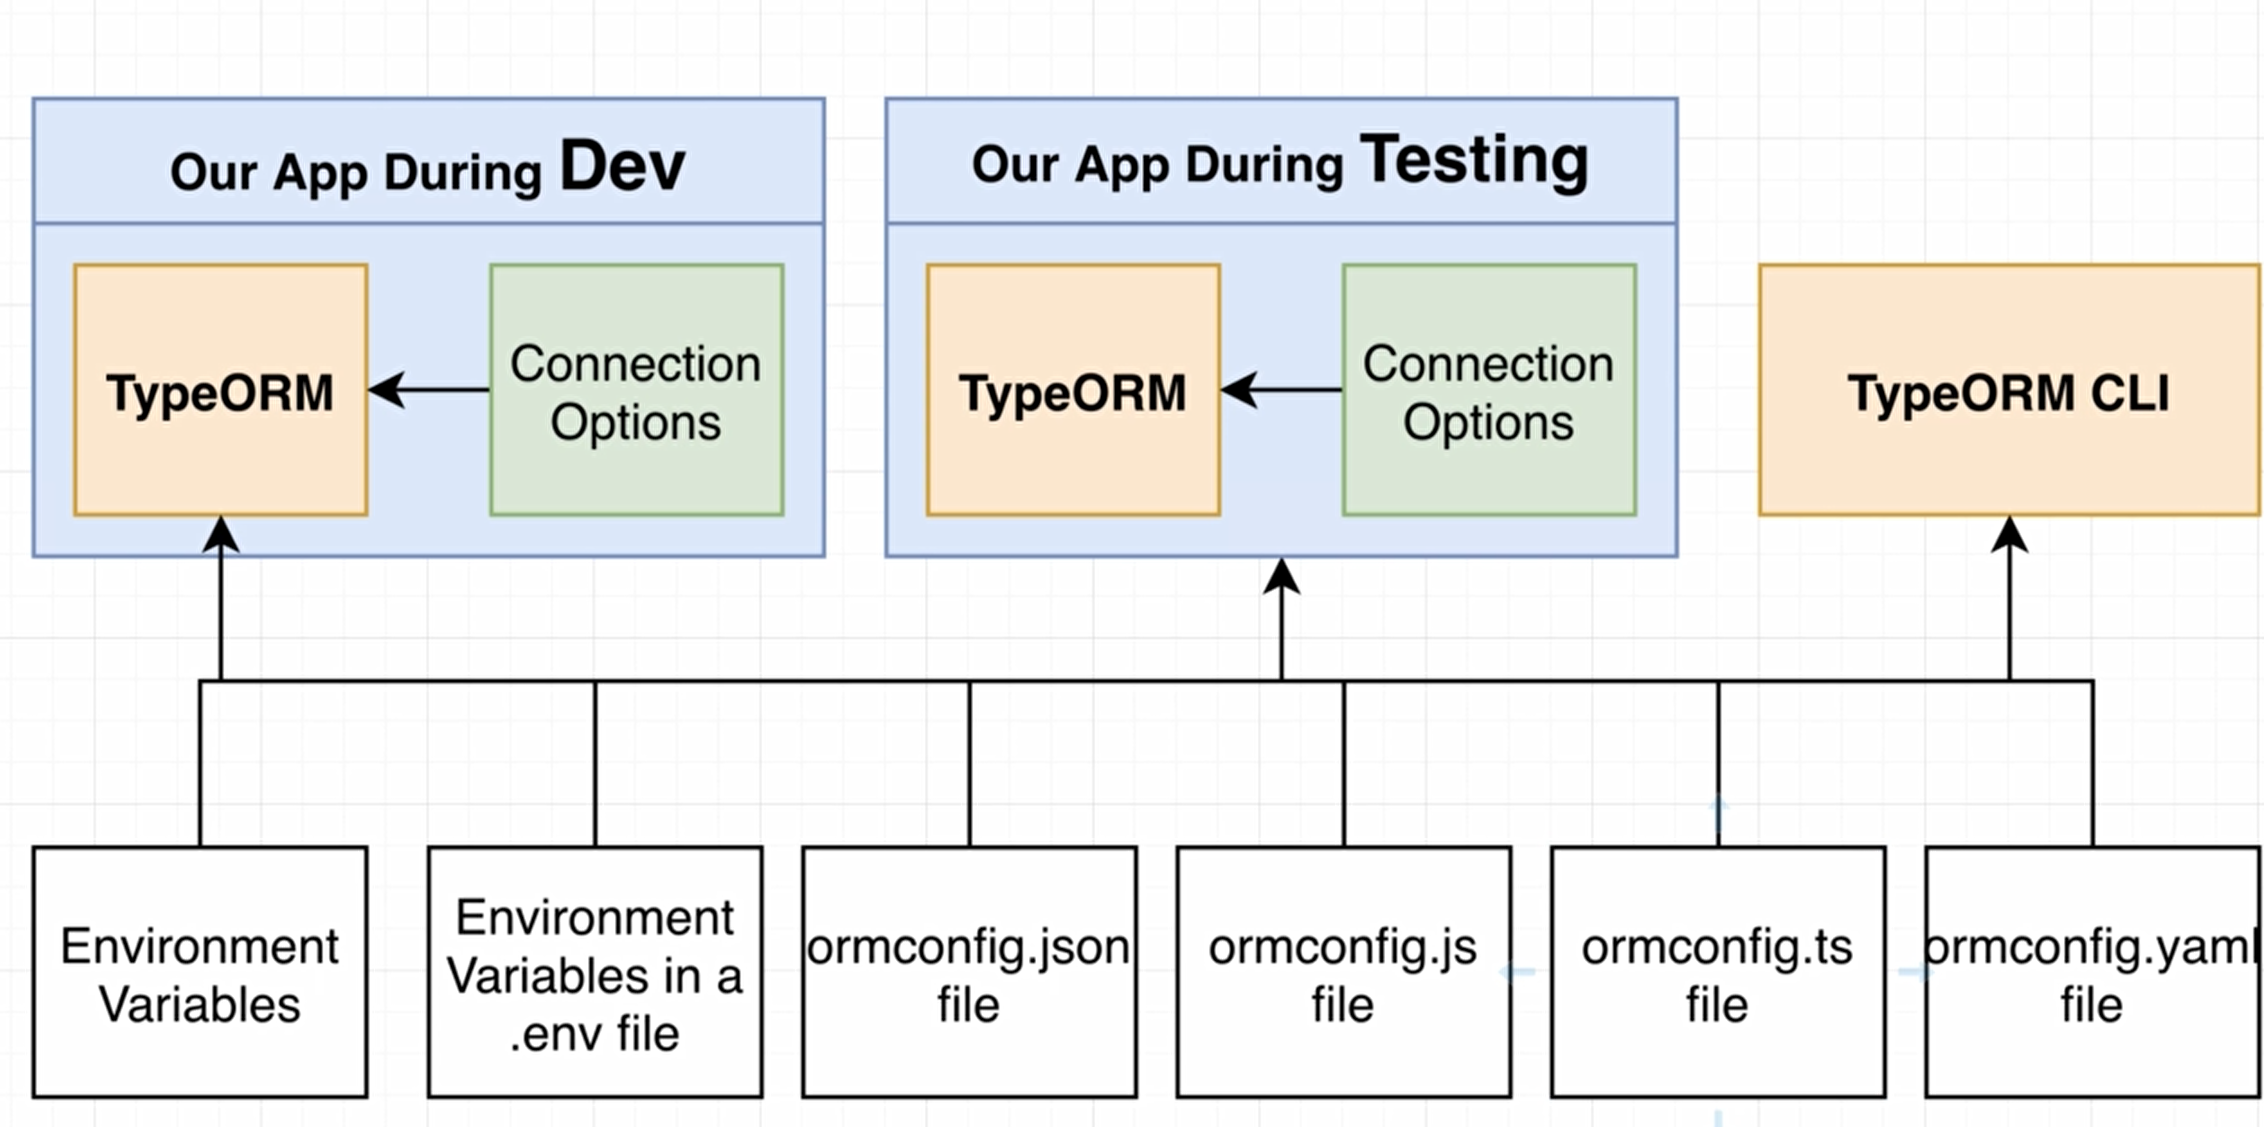 Our App During Dev
Our App During Testing
TypeORM
Connection
Options
TypeORM
Connection
Options
TypeORM CLI
Environment
Variables
Environment
Variables in a
.env file
ormconfig.json
file
ormconfig.js
file
ormconfig.ts
file
ormconfig.yaml
file